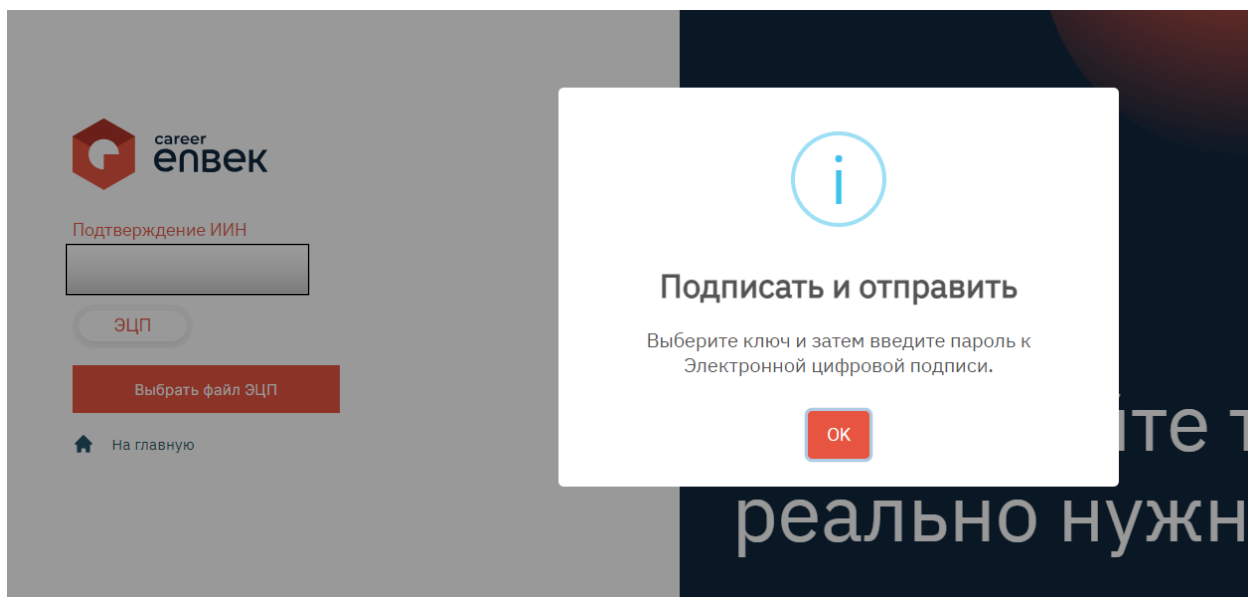 career
enbek
Подтверждение ИИН
ЭЦП
Выбрать файл ЭЦП
На главную
i
Подписать и отправить
Выберите ключ и затем введите пароль к
Электронной цифровой подписи.
OK
реально